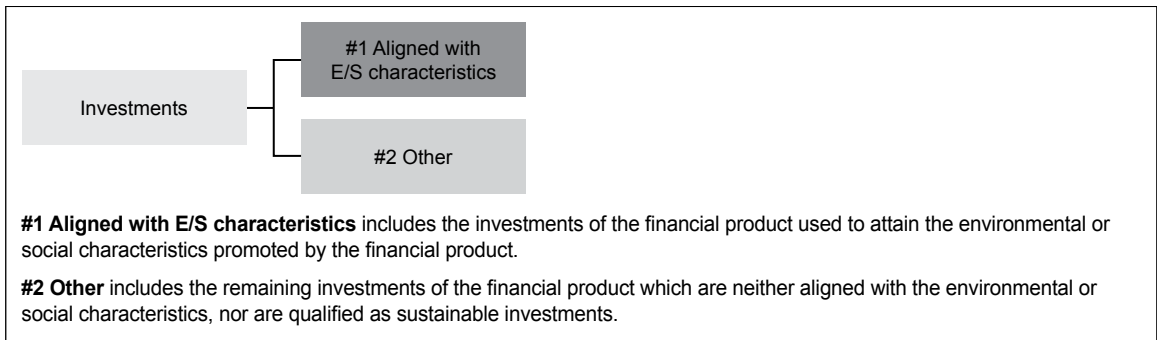 #1 Aligned with
E/S characteristics
Investments
#2 Other
#1 Aligned with E/S characteristics includes the investments of the financial product used to attain the environmental or
social characteristics promoted by the financial product.
#2 Other includes the remaining investments of the financial product which are neither aligned with the environmental or
social characteristics, nor are qualified as sustainable investments.